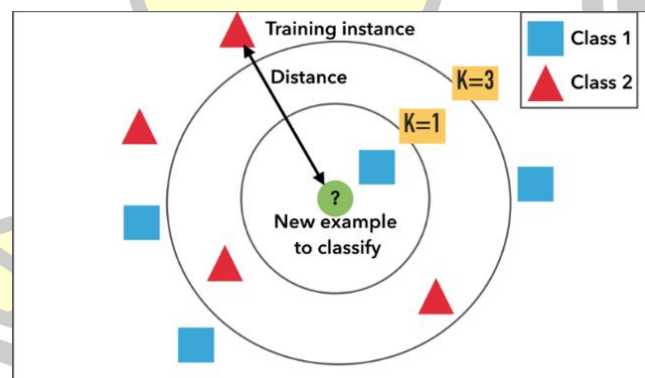 Training instance
Class 1
Distance
K=3
Class 2
K=1
?
New example
to classify